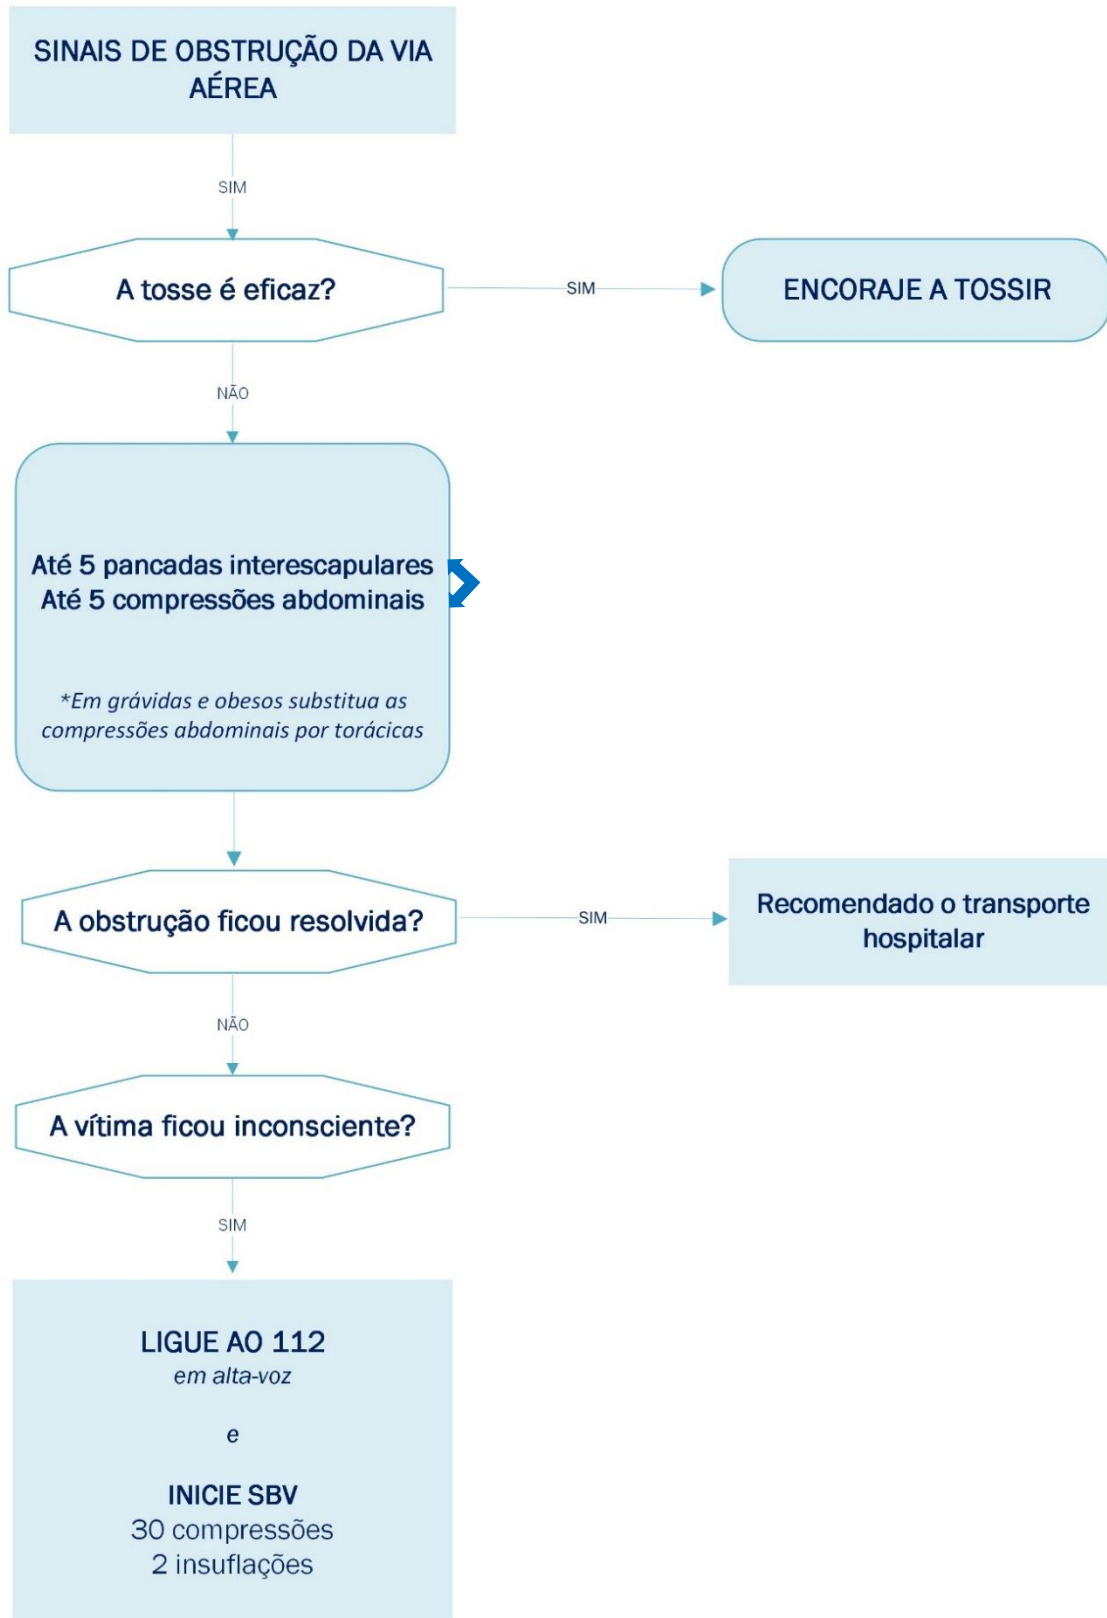 SINAIS DE OBSTRUÇÃO DA VIA
AÉREA
SIM
A tosse é eficaz?
SIM
ENCORAJE A TOSSIR
NÃO
Até 5 pancadas interescapulares
Até 5 compressões abdominais
*Em grávidas e obesos substitua as
compressões abdominais por torácicas
A obstrução ficou resolvida?
SIM
Recomendado o transporte
hospitalar
NÃO
A vítima ficou inconsciente?
SIM
LIGUE AO 112
em alta-voz
e
INICIE SBV
30 compressões
2 insuflações